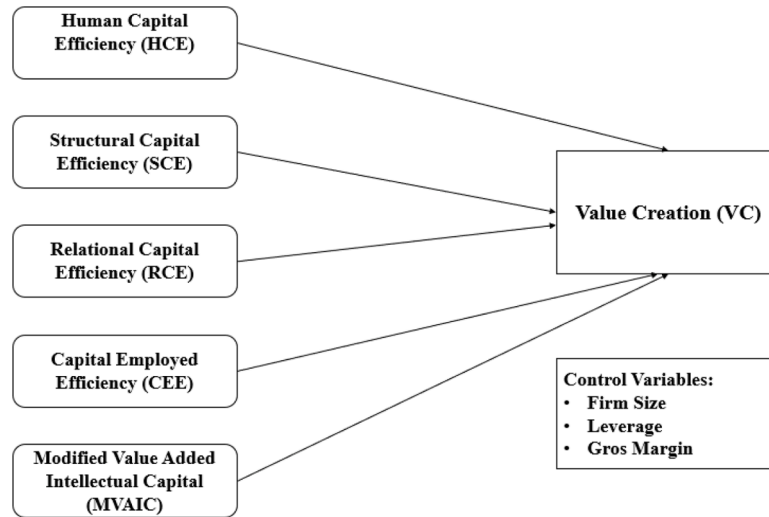 Human Capital
Efficiency (HCE)
Structural Capital
Efficiency (SCE)
Relational Capital
Efficiency (RCE)
Capital Employed
Efficiency (CEE)
Modified Value Added
Intellectual Capital
(MVAIC)
Value Creation (VC)
Control Variables:
• Firm Size
• Leverage
• Gros Margin